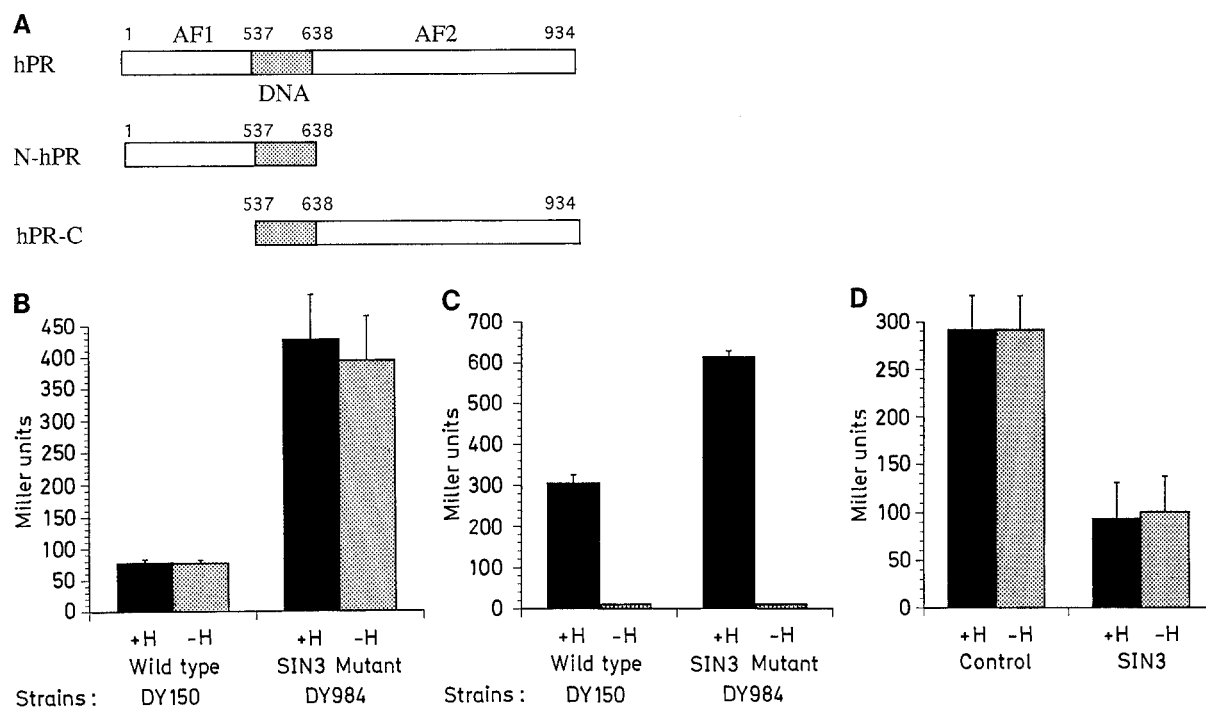 A
1 AF1 537 638 AF2 934
hPR
DNA
1 537 638
N-hPR
537 638 934
hPR-C
B
450
400
350
300
250
200
150
100
50
0
Miller units
+H -H +H -H
Wild type SIN3 Mutant
Strains : DY150 DY984
C
700
600
500
400
300
200
100
0
Miller units
+H -H +H -H
Wild type SIN3 Mutant
Strains : DY150 DY984
D
300
250
200
150
100
50
0
Miller units
+H -H +H -H
Control SIN3